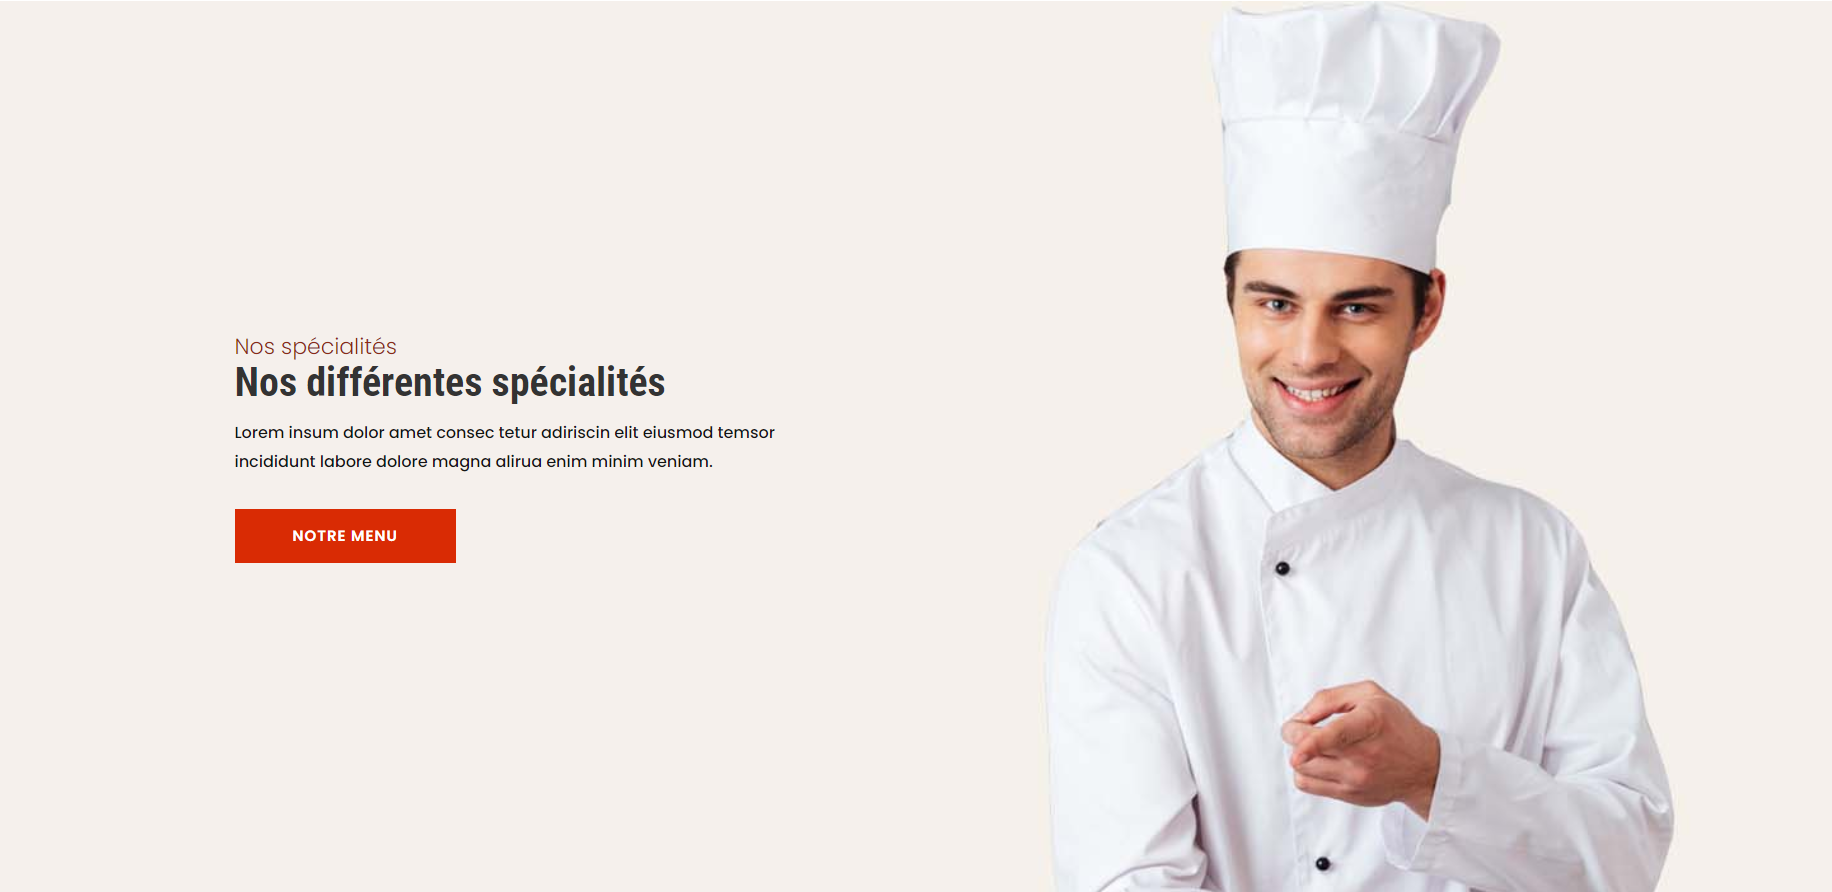 Nos spécialités
Nos différentes spécialités
Lorem insum dolor amet consec tetur adiriscin elit eiusmod temsor
incididunt labore dolore magna alirua enim minim veniam.
NOTRE MENU